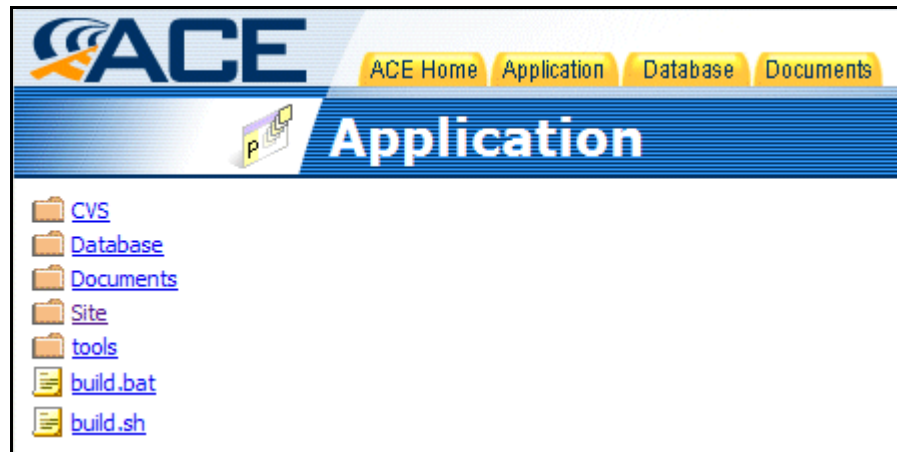 ACE
ACE Home Application Database Documents
P
Application
CVS
Database
Documents
Site
tools
build.bat
build.sh